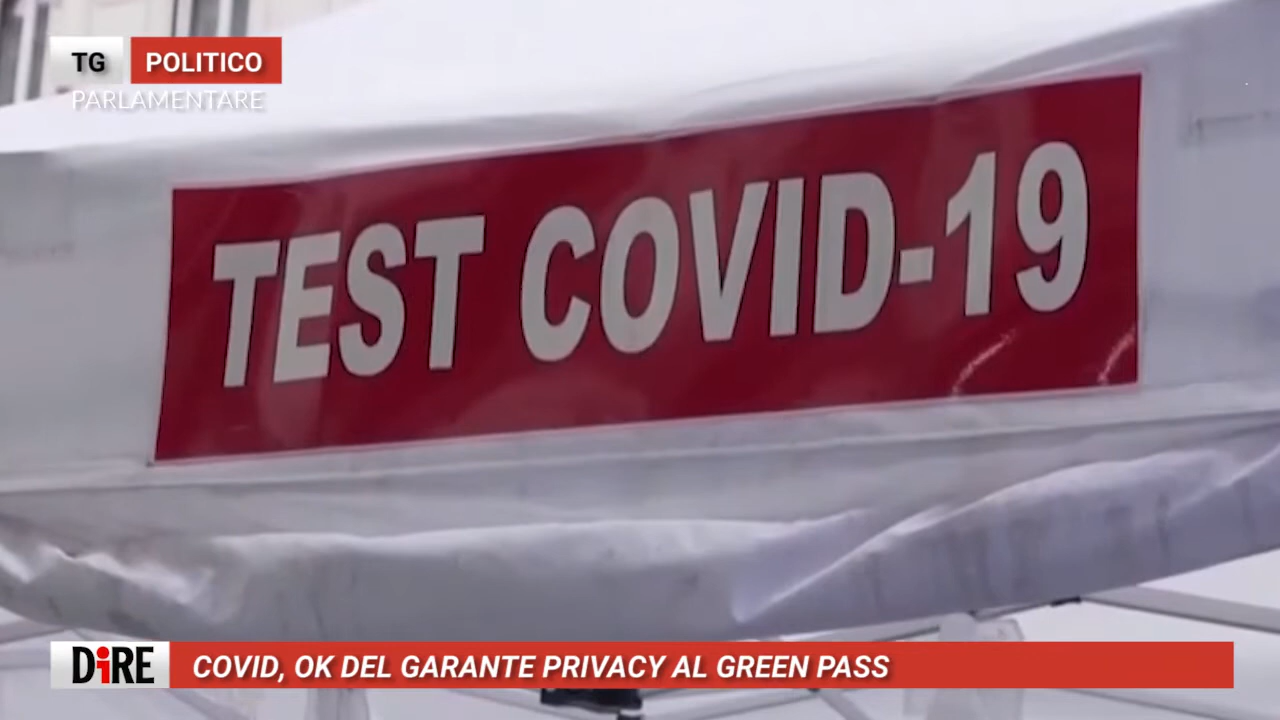 TG POLITICO
PARLAMENTARE
TEST COVID-19
DiRE COVID, OK DEL GARANTE PRIVACY AL GREEN PASS